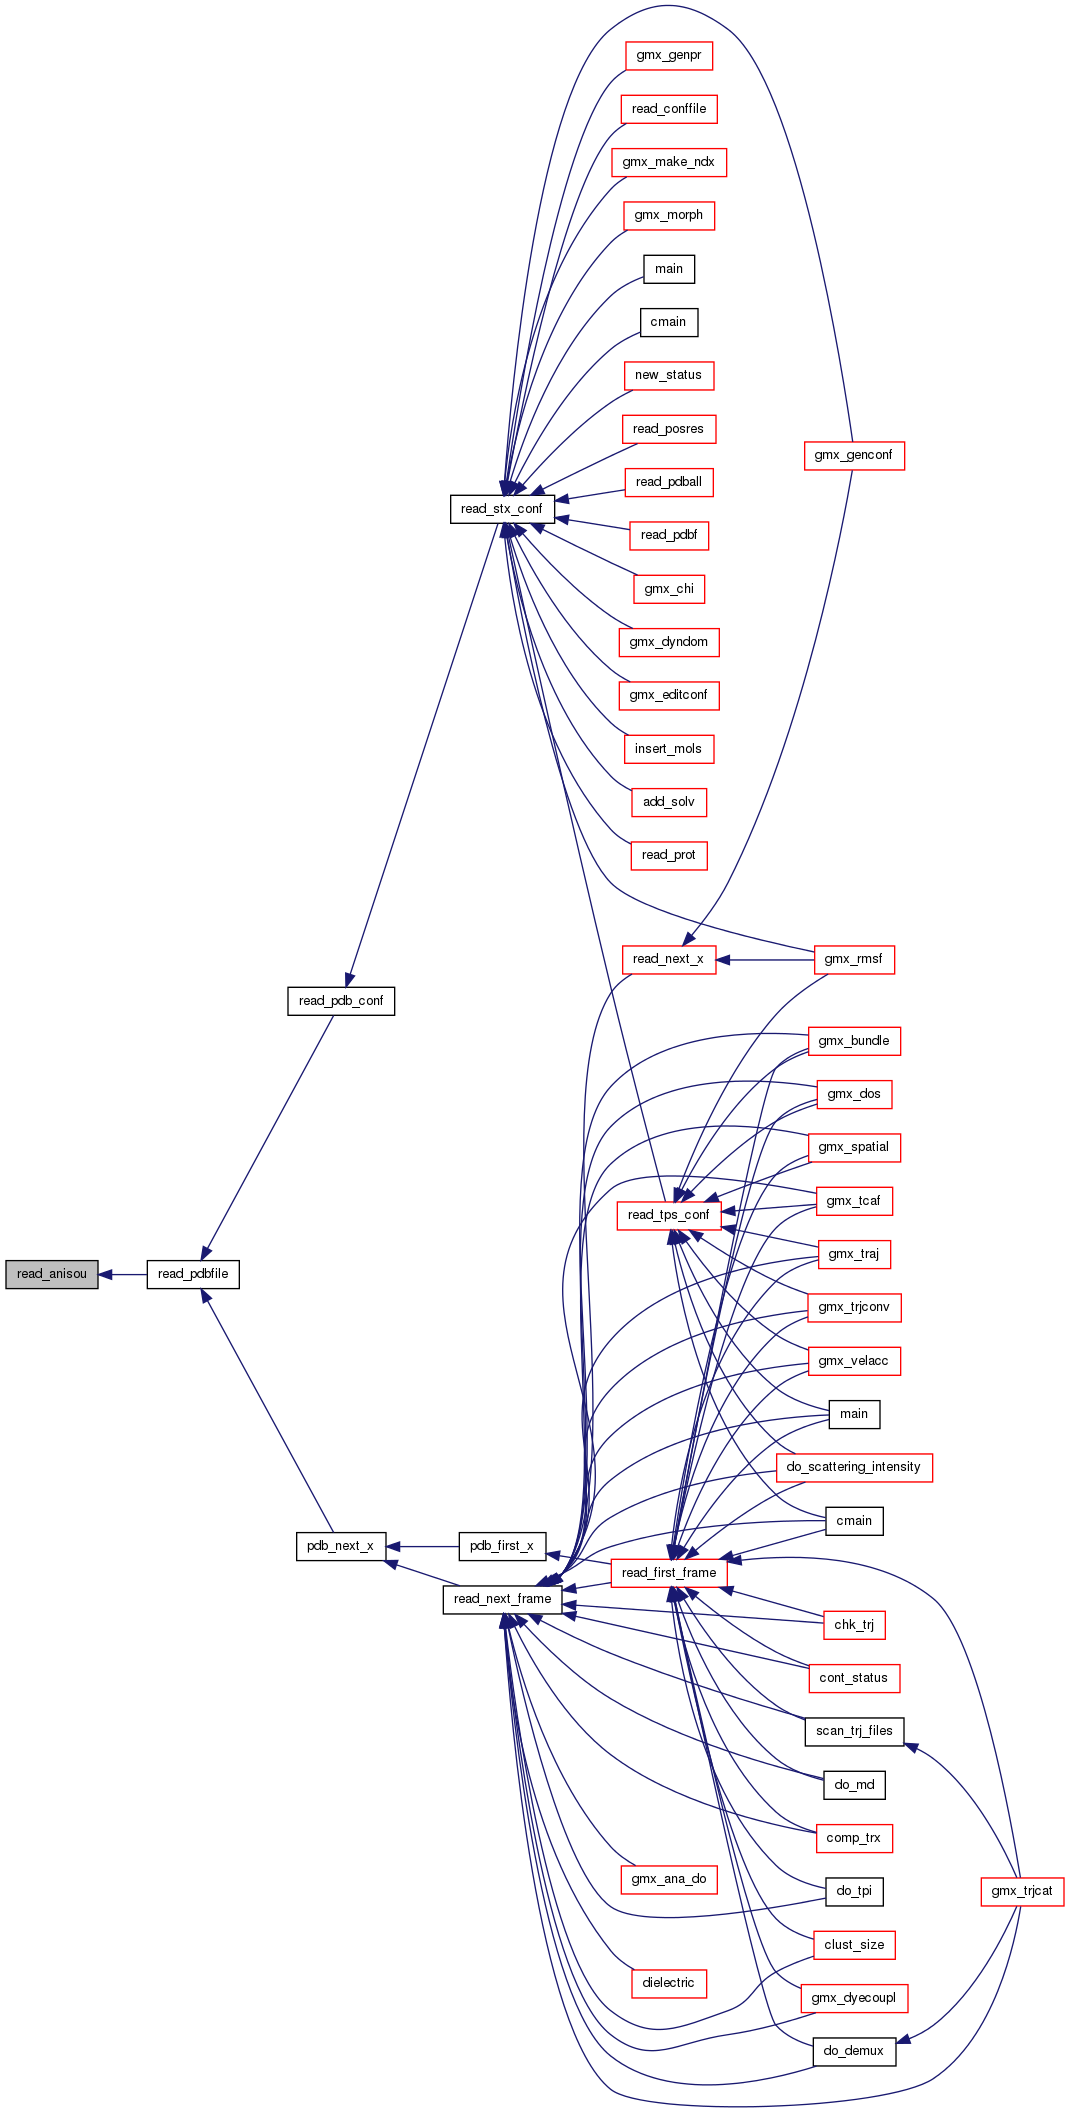 gmx_genpr
read_conffile
gmx_make_ndx
gmx_morph
main
cmain
new_status
read_posres
gmx_genconf
read_pdball
read_stx_conf
read_pdbf
gmx_chi
gmx_dyndom
gmx_editconf
insert_mols
add_solv
read_prot
read_next_x
gmx_rmsf
read_pdb_conf
gmx_bundle
gmx_dos
gmx_spatial
gmx_tcaf
read_tps_conf
gmx_traj
read_anisou
read_pdbfile
gmx_trjconv
gmx_velacc
main
do_scattering_intensity
cmain
pdb_next_x
pdb_first_x
read_first_frame
read_next_frame
chk_trj
cont_status
scan_trj_files
do_md
comp_trx
gmx_ana_do
do_tpi
gmx_trjcat
clust_size
dielectric
gmx_dyecoupl
do_demux